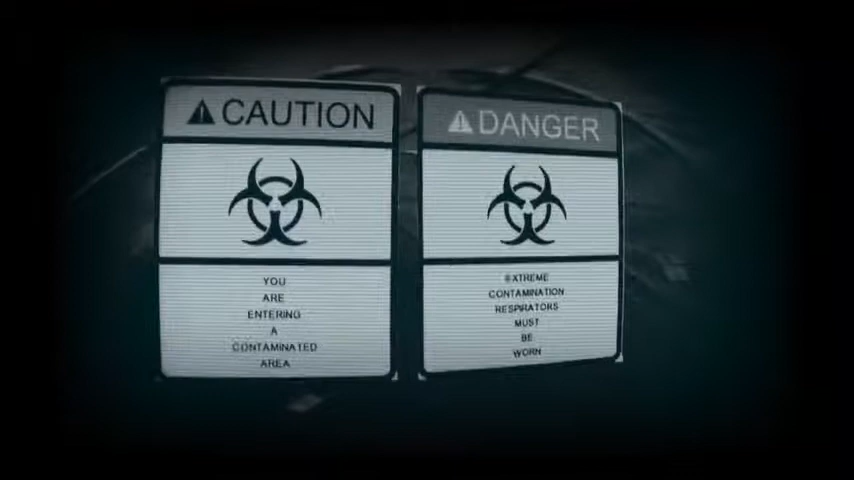 CAUTION
YOU
ARE
ENTERING
A
CONTAMINATED
AREA
DANGER
EXTREME
CONTAMINATION
RESPIRATORS
MUST
BE
WORN